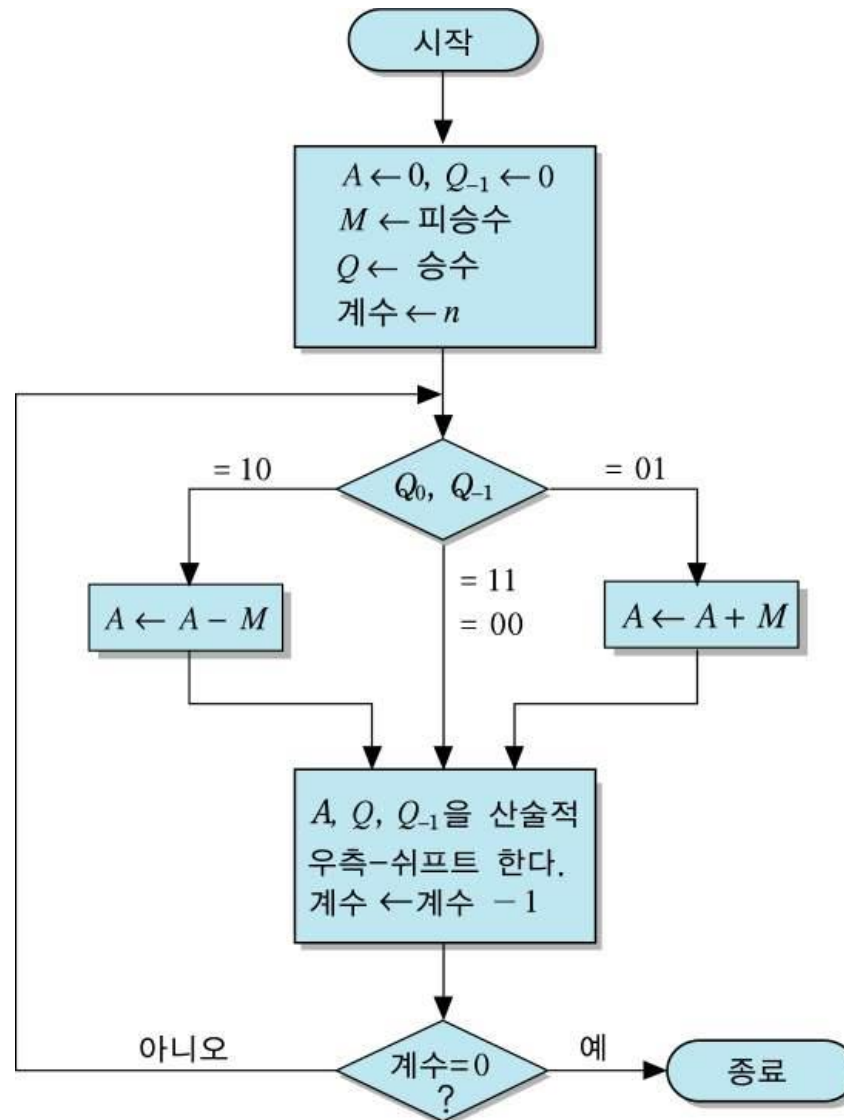 시작
A ← 0, Q₋₁ ← 0
M ← 피승수
Q ← 승수
계수 ← n
= 10
Q₀, Q₋₁
= 01
= 11
= 00
A ← A − M
A ← A + M
A, Q, Q₋₁을 산술적
우측-쉬프트 한다.
계수 ← 계수 − 1
아니오
계수=0
?
예
종료